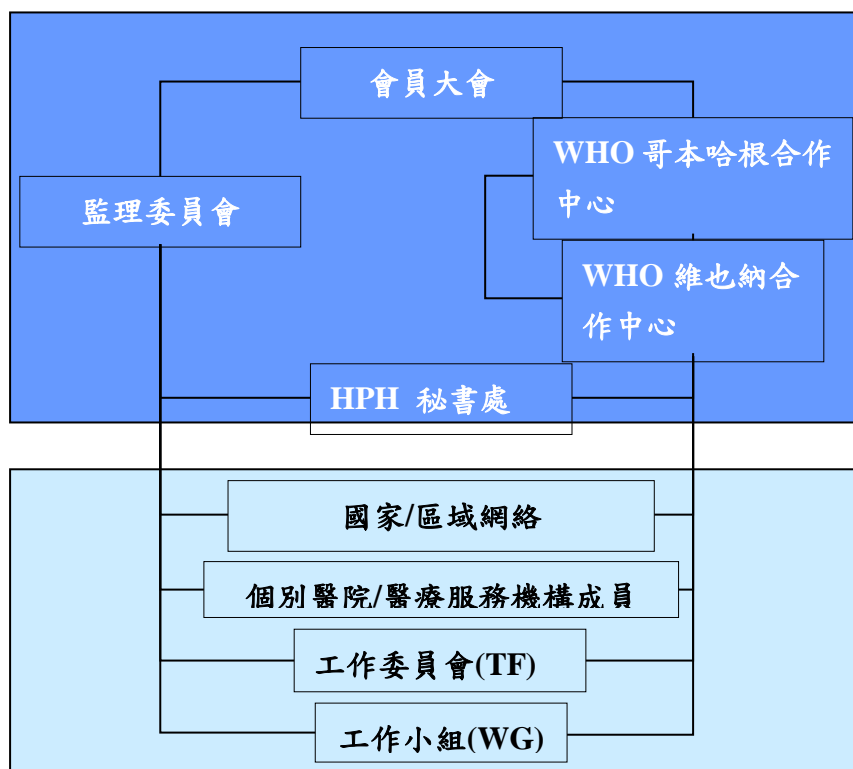 會員大會
WHO 哥本哈根合作
中心
監理委員會
WHO 維也納合
作中心
HPH 秘書處
國家/區域網絡
個別醫院/醫療服務機構成員
工作委員會(TF)
工作小組(WG)